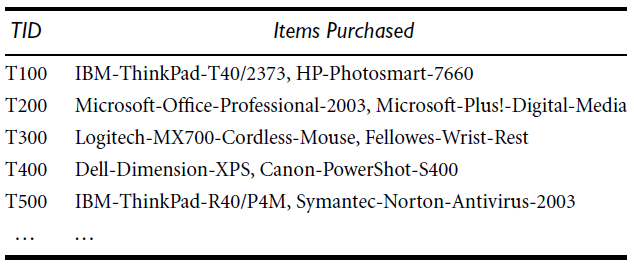 TID Items Purchased
T100 IBM-ThinkPad-T40/2373, HP-Photosmart-7660
T200 Microsoft-Office-Professional-2003, Microsoft-Plus!-Digital-Media
T300 Logitech-MX700-Cordless-Mouse, Fellowes-Wrist-Rest
T400 Dell-Dimension-XPS, Canon-PowerShot-S400
T500 IBM-ThinkPad-R40/P4M, Symantec-Norton-Antivirus-2003
… …